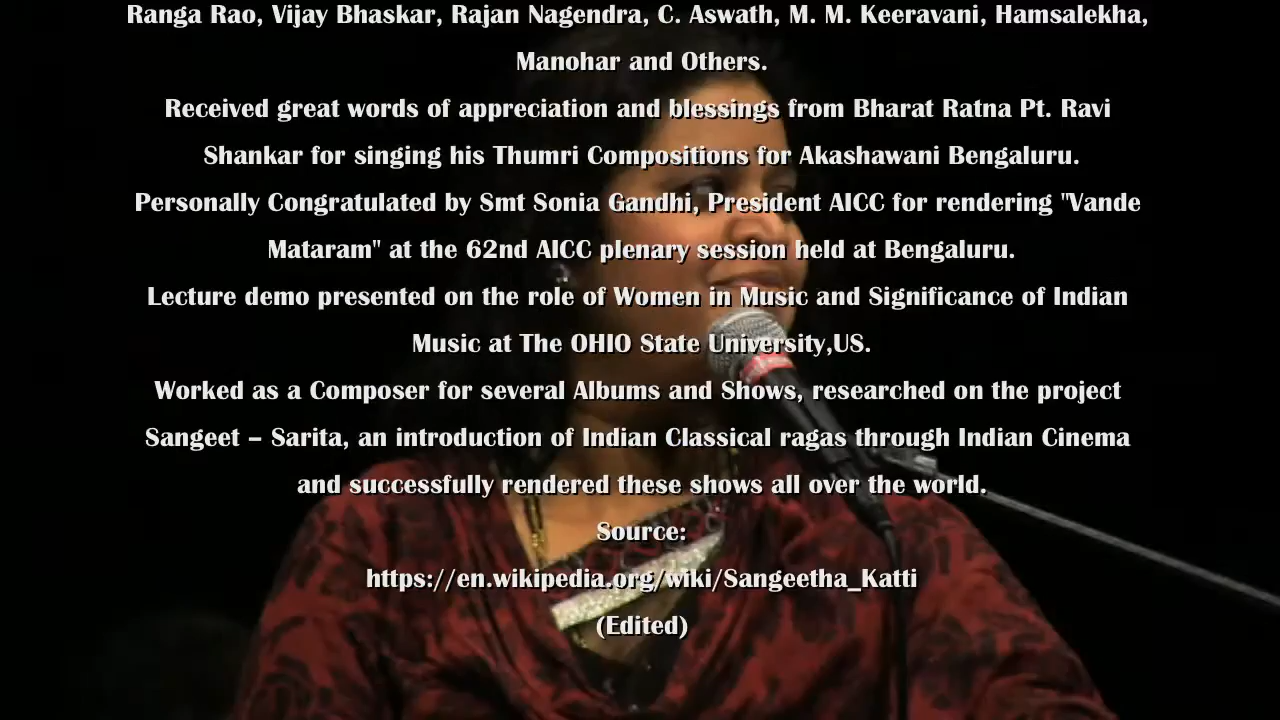 Ranga Rao, Vijay Bhaskar, Rajan Nagendra, C. Aswath, M. M. Keeravani, Hamsalekha,
Manohar and Others.
Received great words of appreciation and blessings from Bharat Ratna Pt. Ravi
Shankar for singing his Thumri Compositions for Akashawani Bengaluru.
Personally Congratulated by Smt Sonia Gandhi, President AICC for rendering "Vande
Mataram" at the 62nd AICC plenary session held at Bengaluru.
Lecture demo presented on the role of Women in Music and Significance of Indian
Music at The OHIO State University,US.
Worked as a Composer for several Albums and Shows, researched on the project
Sangeet – Sarita, an introduction of Indian Classical ragas through Indian Cinema
and successfully rendered these shows all over the world.
Source:
https://en.wikipedia.org/wiki/Sangeetha_Katti
(Edited)